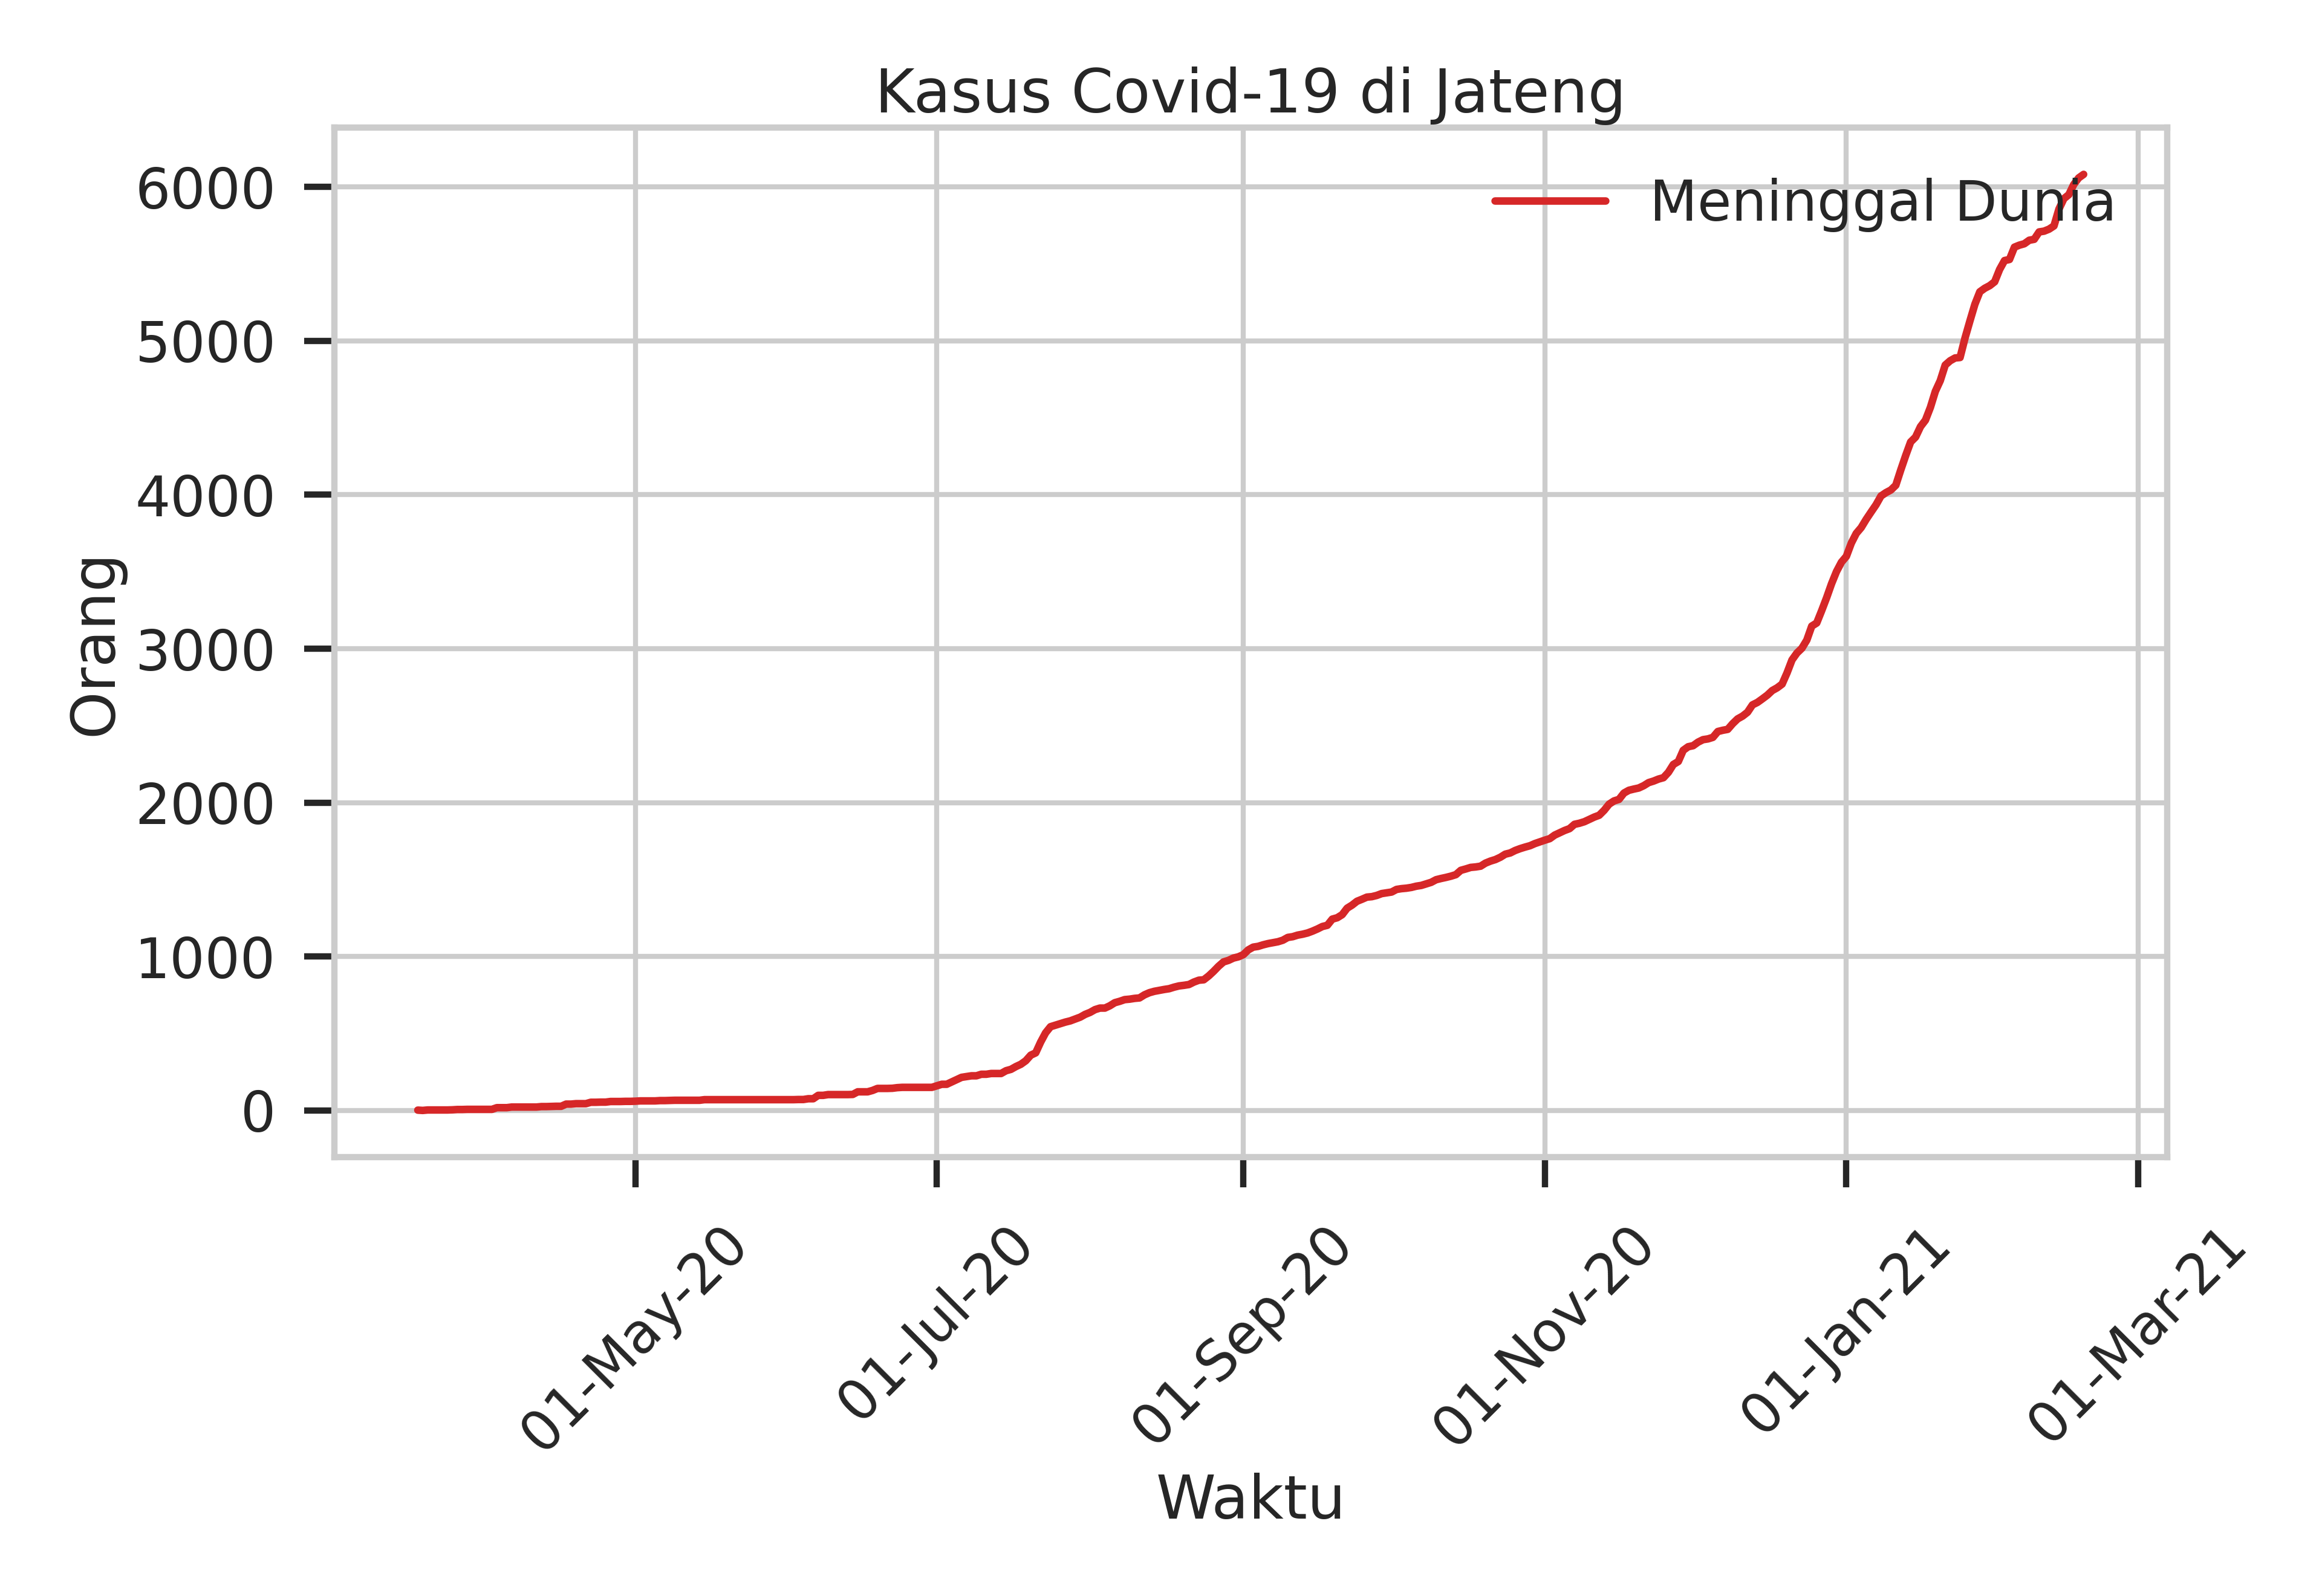 Kasus Covid-19 di Jateng
Meninggal Dunia
Orang
6000
5000
4000
3000
2000
1000
0
01-May-20
01-Jul-20
01-Sep-20
01-Nov-20
01-Jan-21
01-Mar-21
Waktu